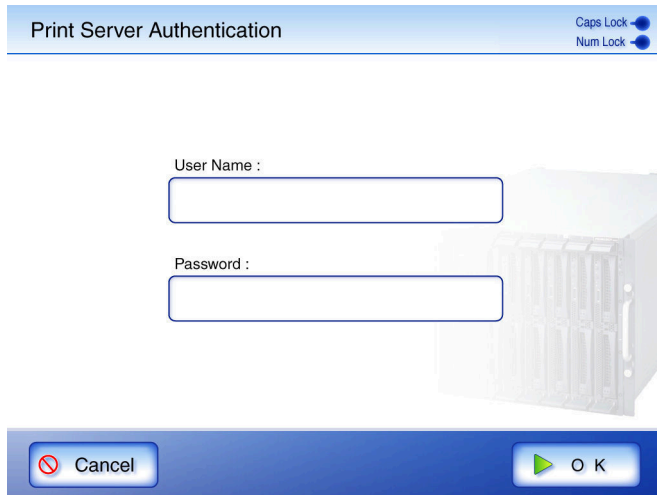 Print Server Authentication
Caps Lock
Num Lock
User Name :
Password :
Cancel
O K